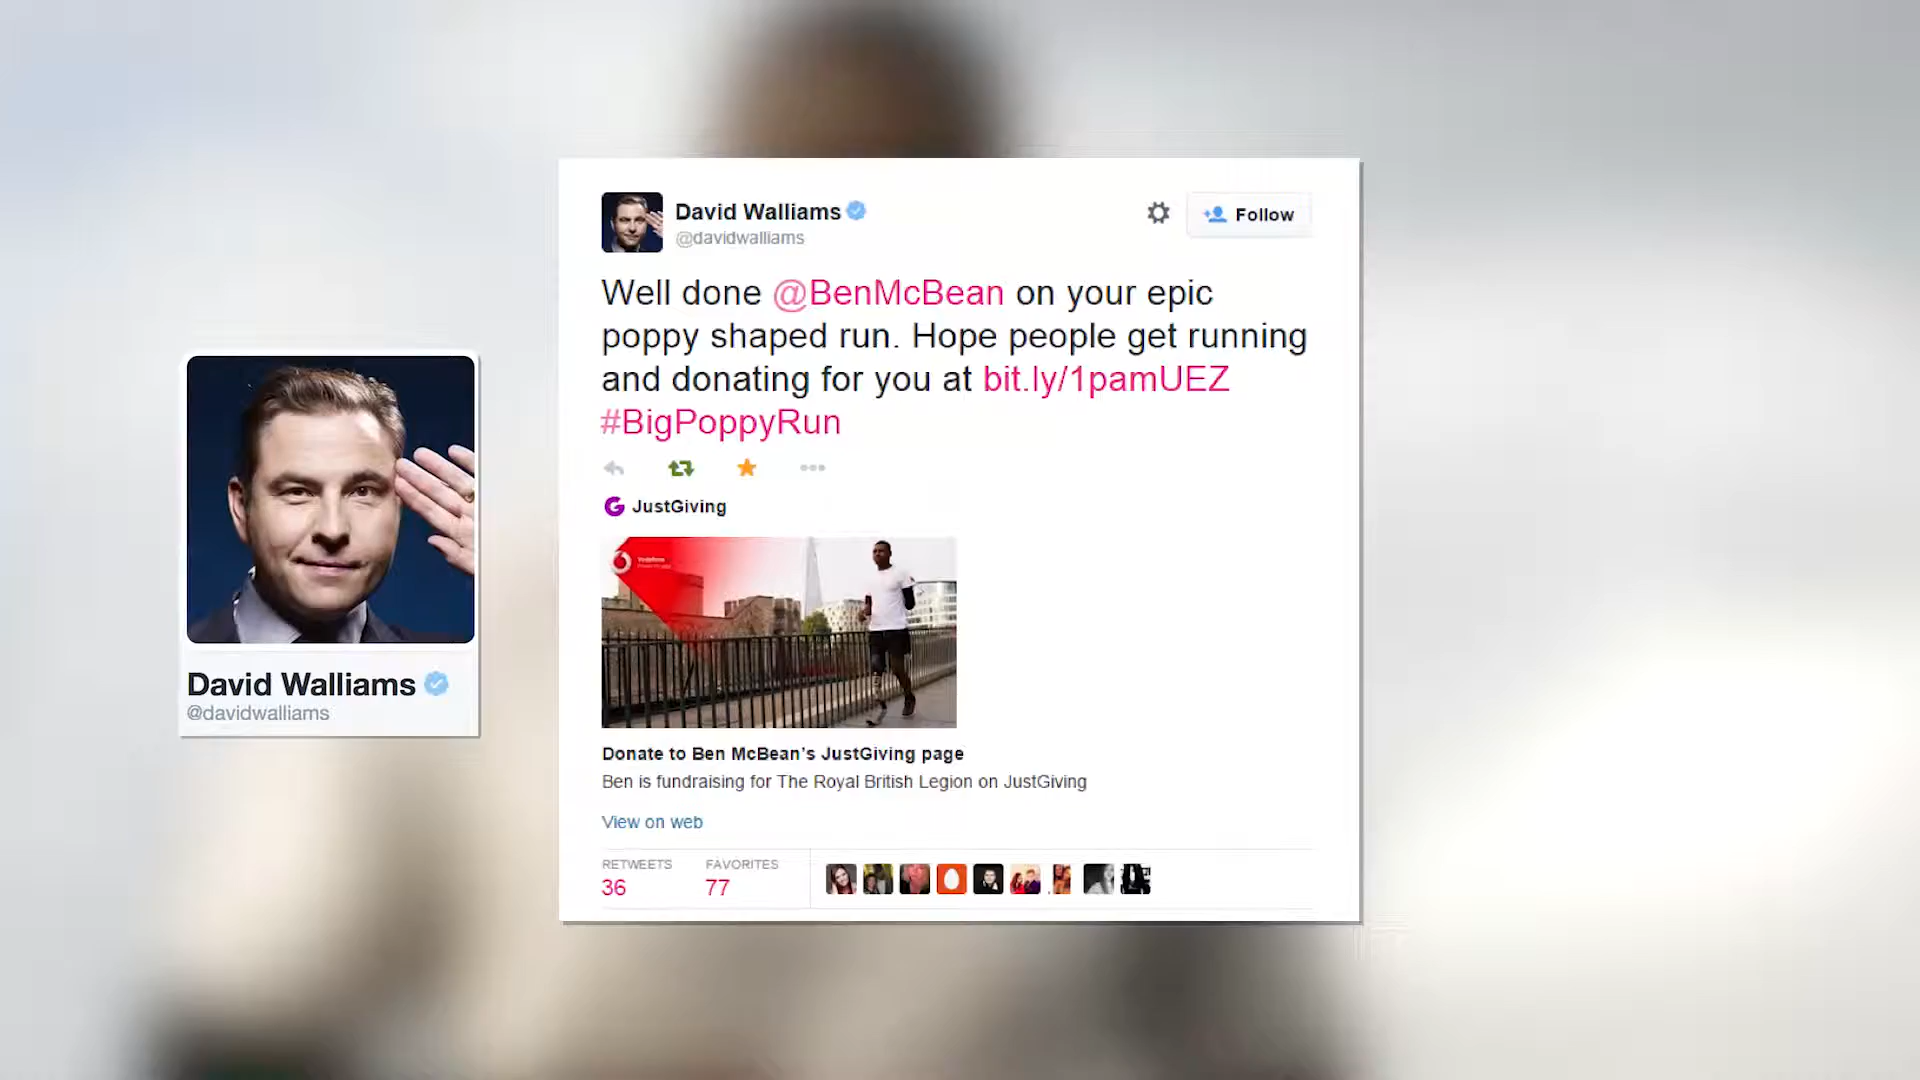 David Walliams
@davidwalliams
Follow
Well done @BenMcBean on your epic
poppy shaped run. Hope people get running
and donating for you at bit.ly/1pamUEZ
#BigPoppyRun
JustGiving
Donate to Ben McBean's JustGiving page
Ben is fundraising for The Royal British Legion on JustGiving
View on web
RETWEETS FAVORITES
36 77
David Walliams
@davidwalliams